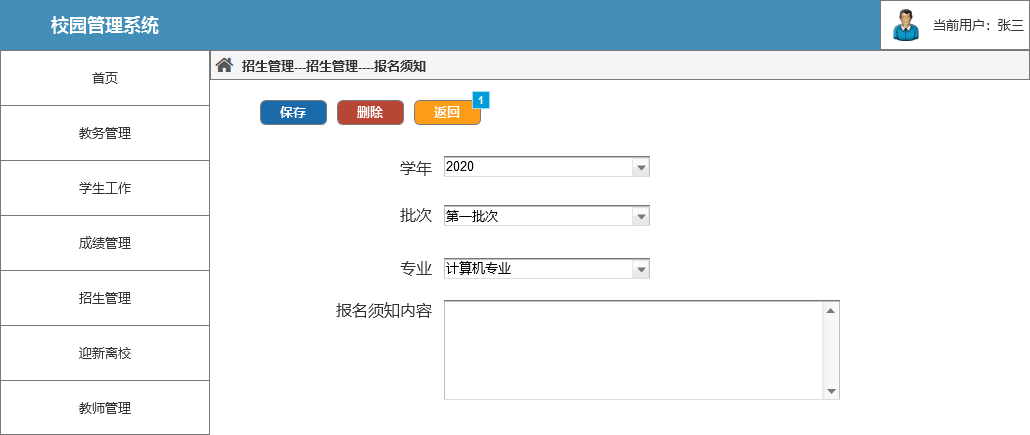 校园管理系统
当前用户：张三
首页
教务管理
学生工作
成绩管理
招生管理
迎新离校
教师管理
招生管理---招生管理----报名须知
保存
删除
返回
1
学年
2020
批次
第一批次
专业
计算机专业
报名须知内容